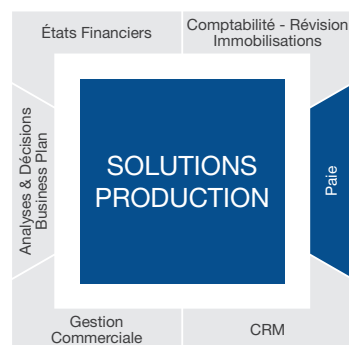 États Financiers
Comptabilité - Révision
Immobilisations
Analyses & Décisions
Business Plan
SOLUTIONS
PRODUCTION
Paie
Gestion
Commerciale
CRM